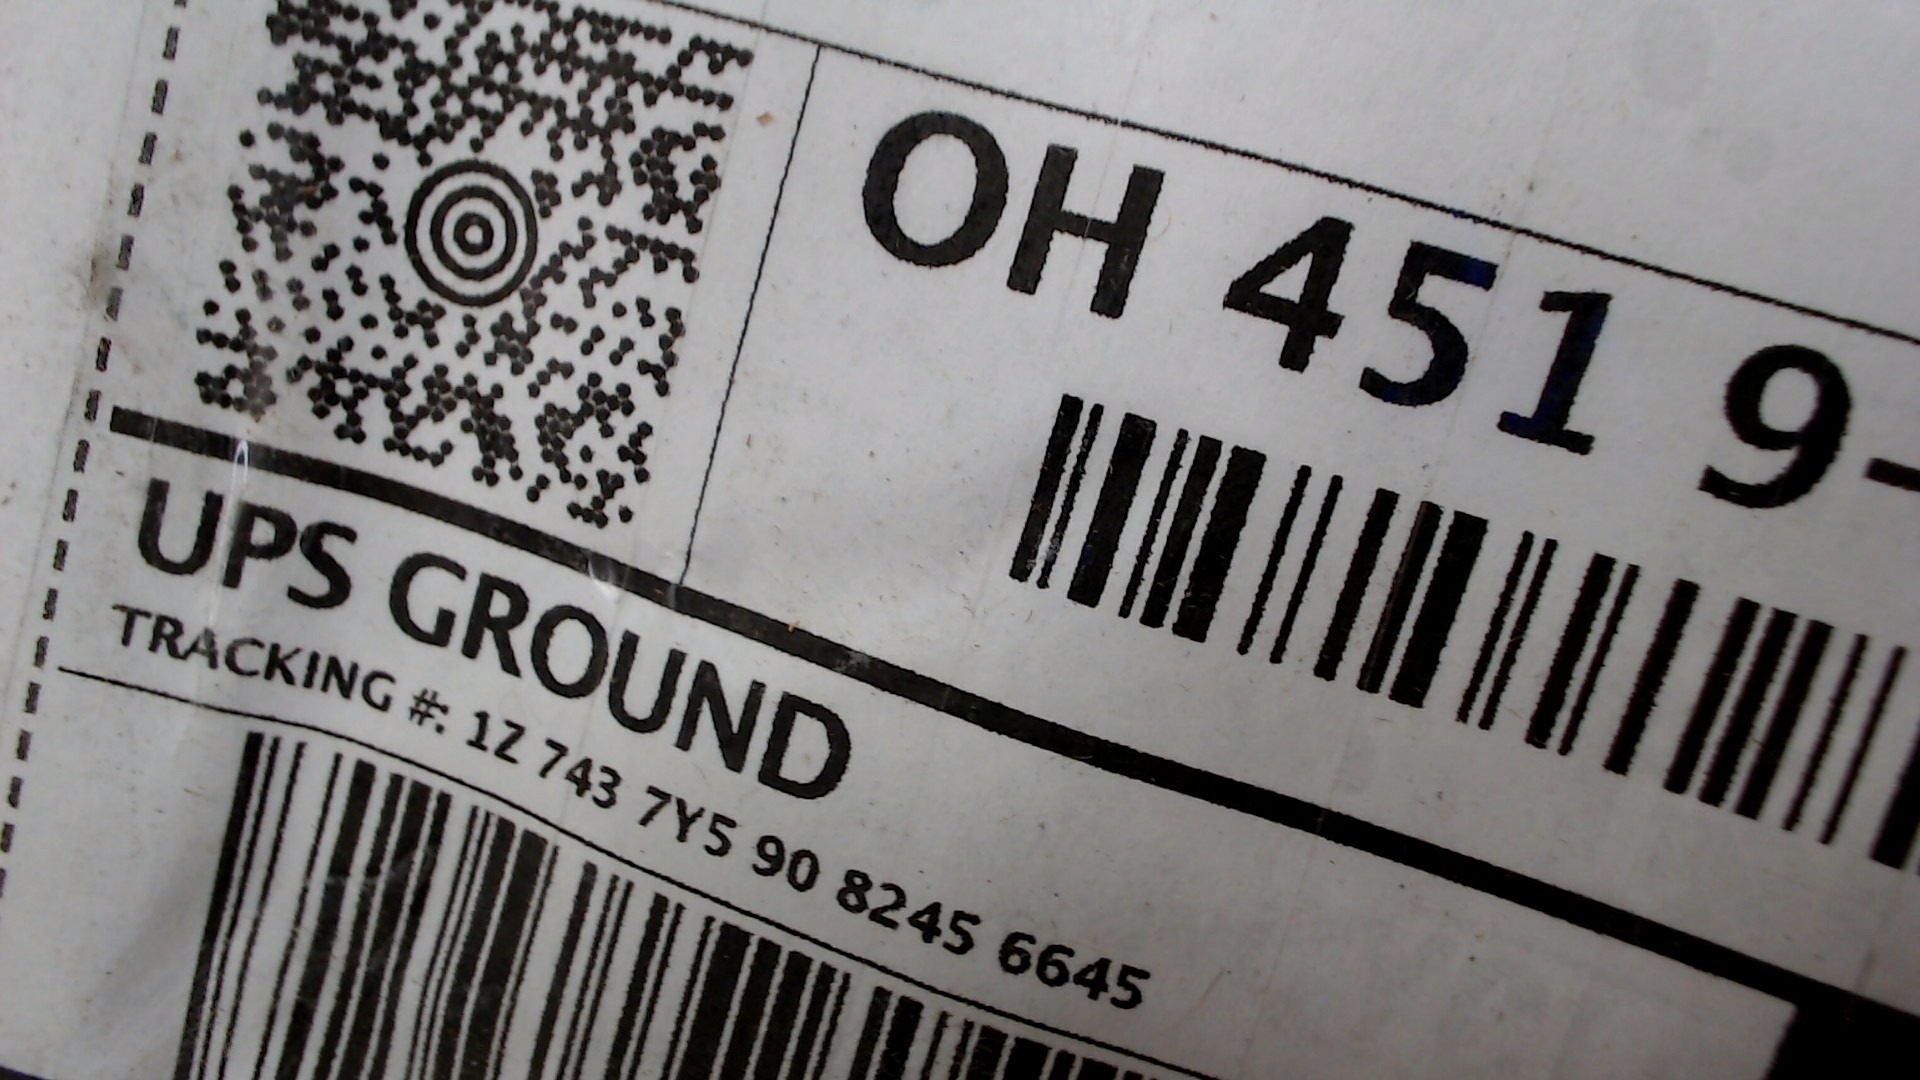 OH 451 9-
UPS GROUND
TRACKING #: 1Z 743 7Y5 90 8245 6645